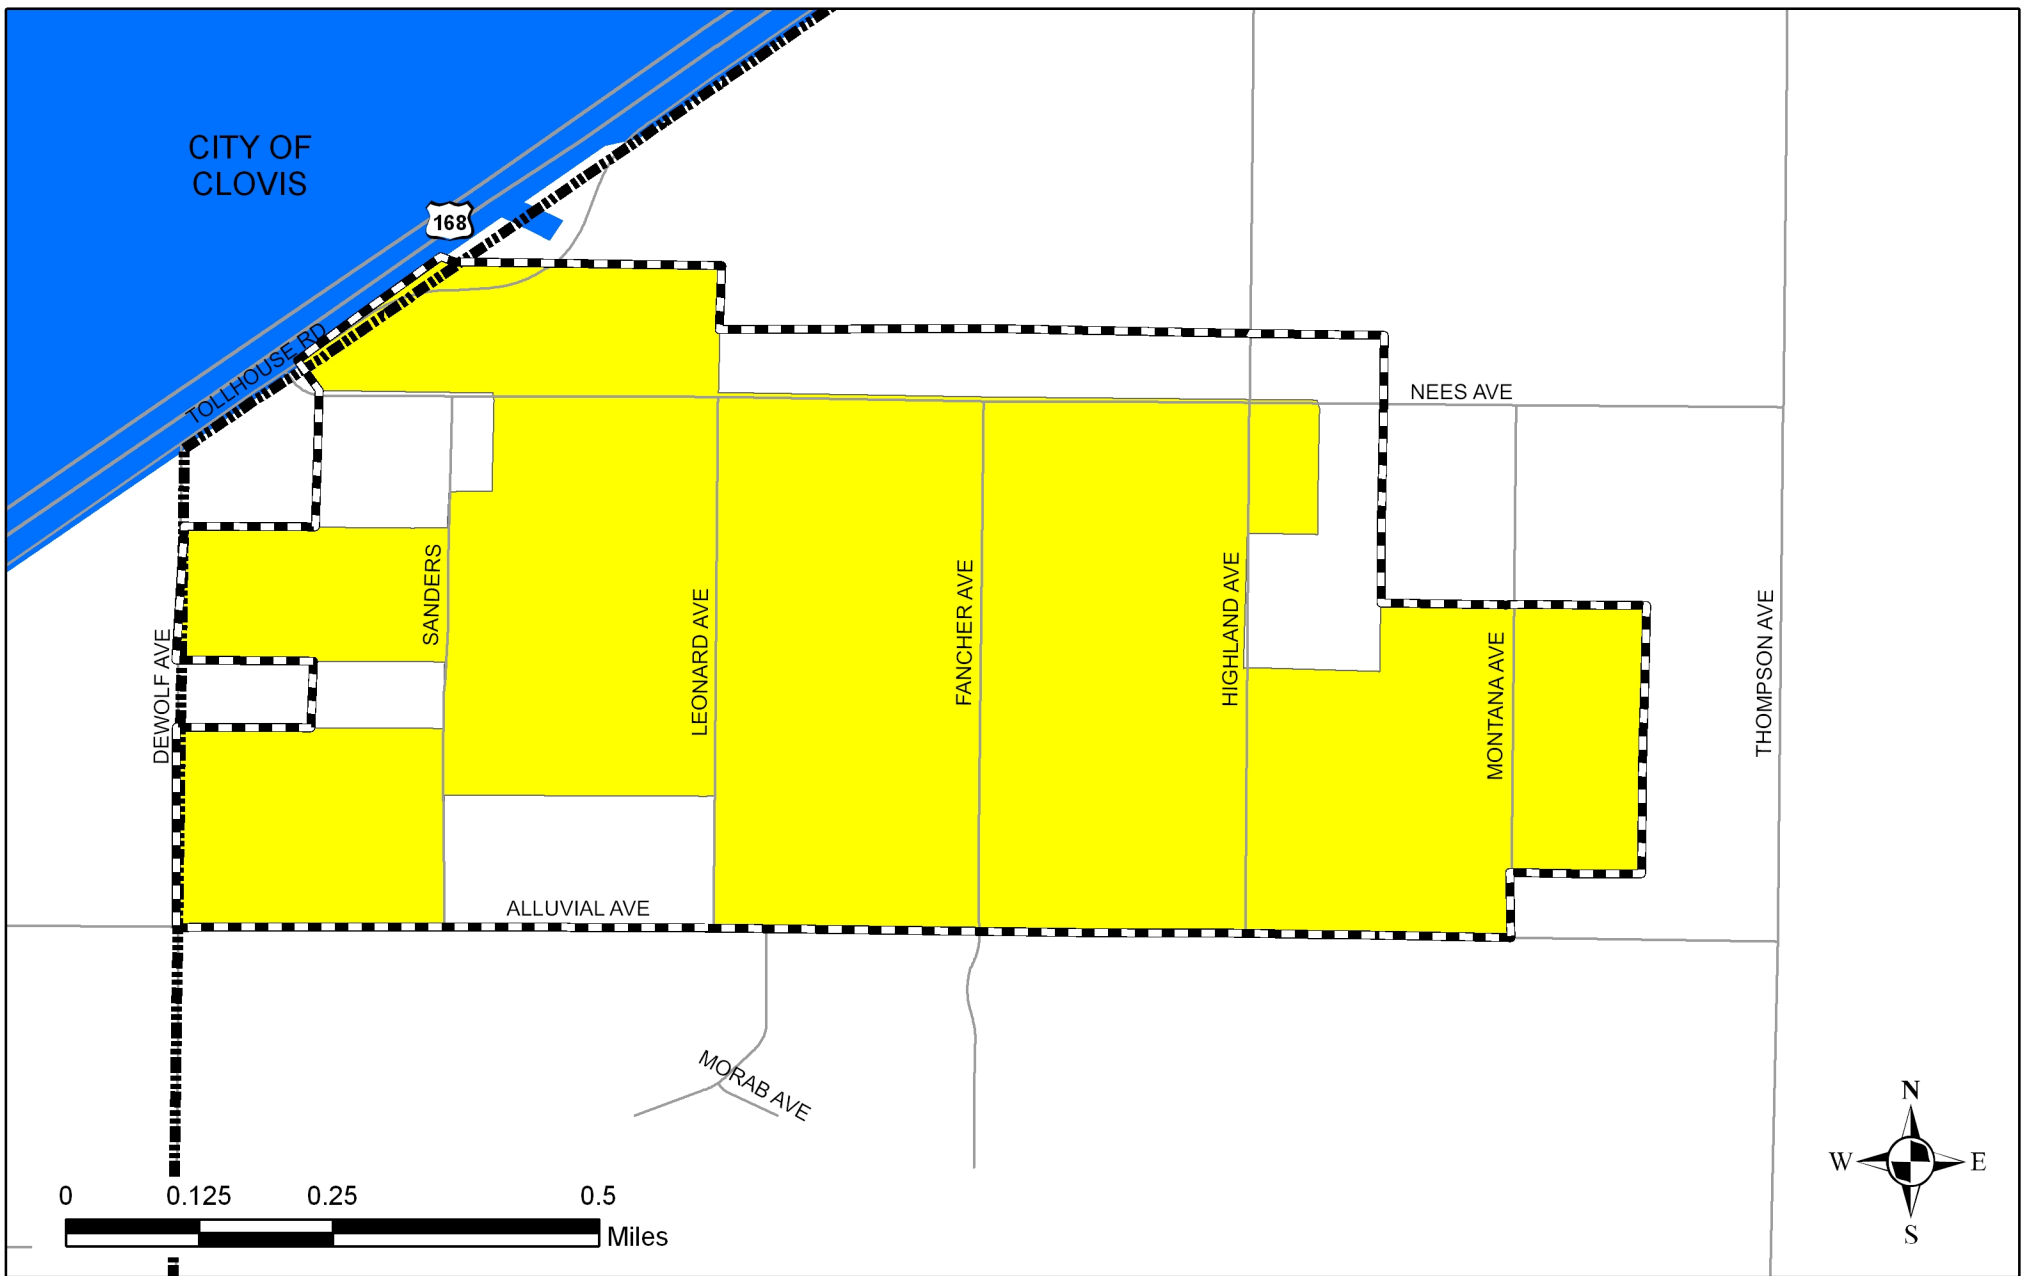 CITY OF
CLOVIS
168
TOLLHOUSE RD
NEES AVE
SANDERS
DEWOLF AVE
LEONARD AVE
FANCHER AVE
HIGHLAND AVE
MONTANA AVE
THOMPSON AVE
ALLUVIAL AVE
MORAB AVE
N
W E
S
0 0.125 0.25 0.5
Miles